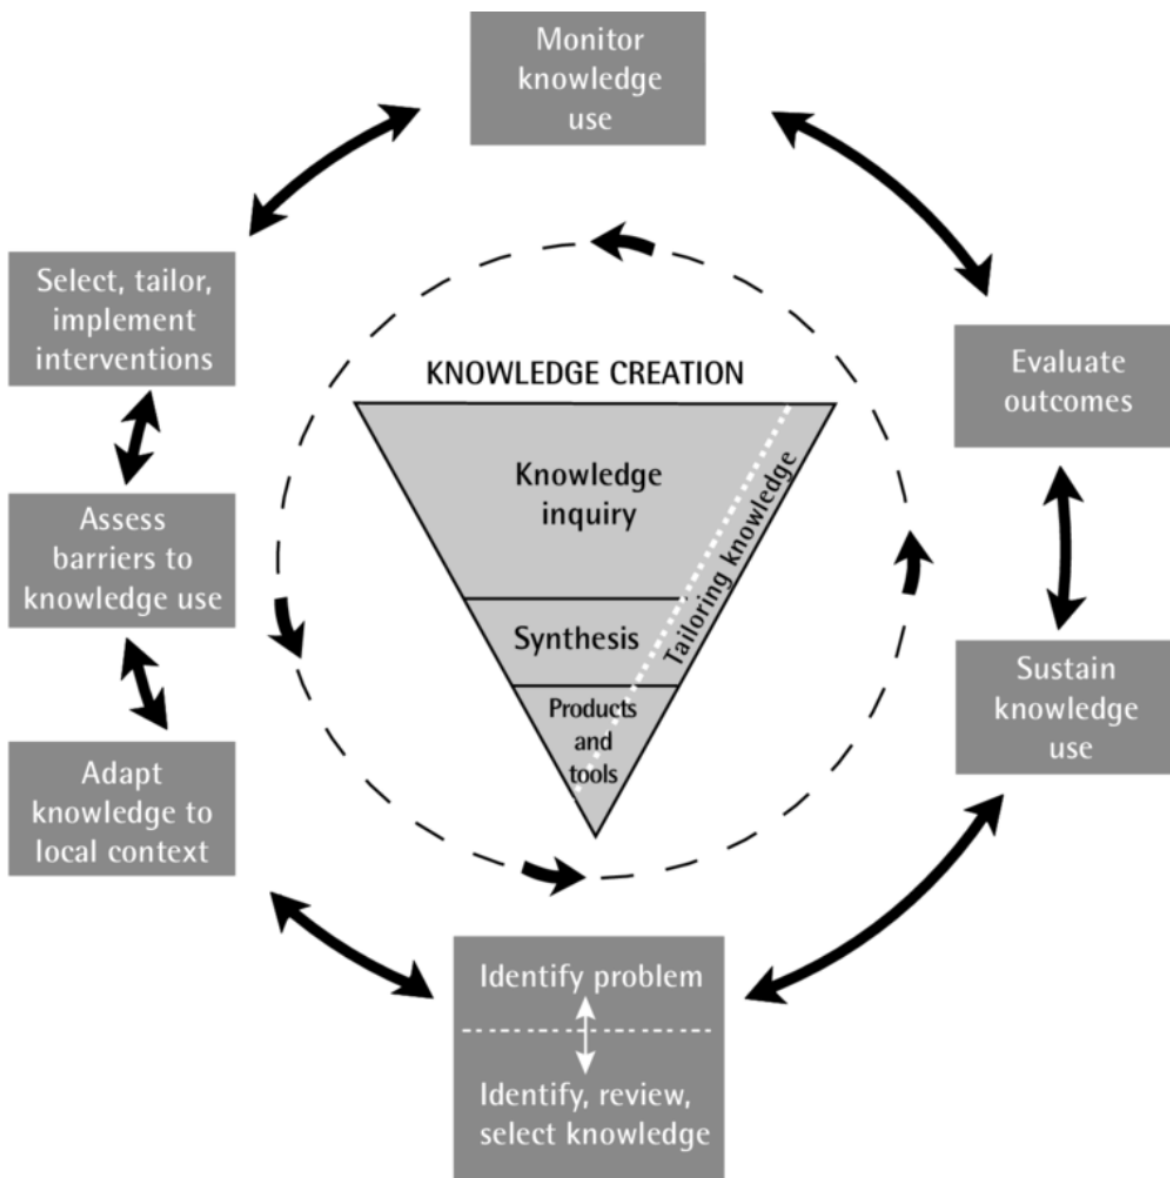 Monitor
knowledge
use
Select, tailor,
implement
interventions
Evaluate
outcomes
KNOWLEDGE CREATION
Knowledge
inquiry
Tailoring knowledge
Assess
barriers to
knowledge use
Synthesis
Sustain
knowledge
use
Products
and
tools
Adapt
knowledge to
local context
Identify problem
Identify, review,
select knowledge